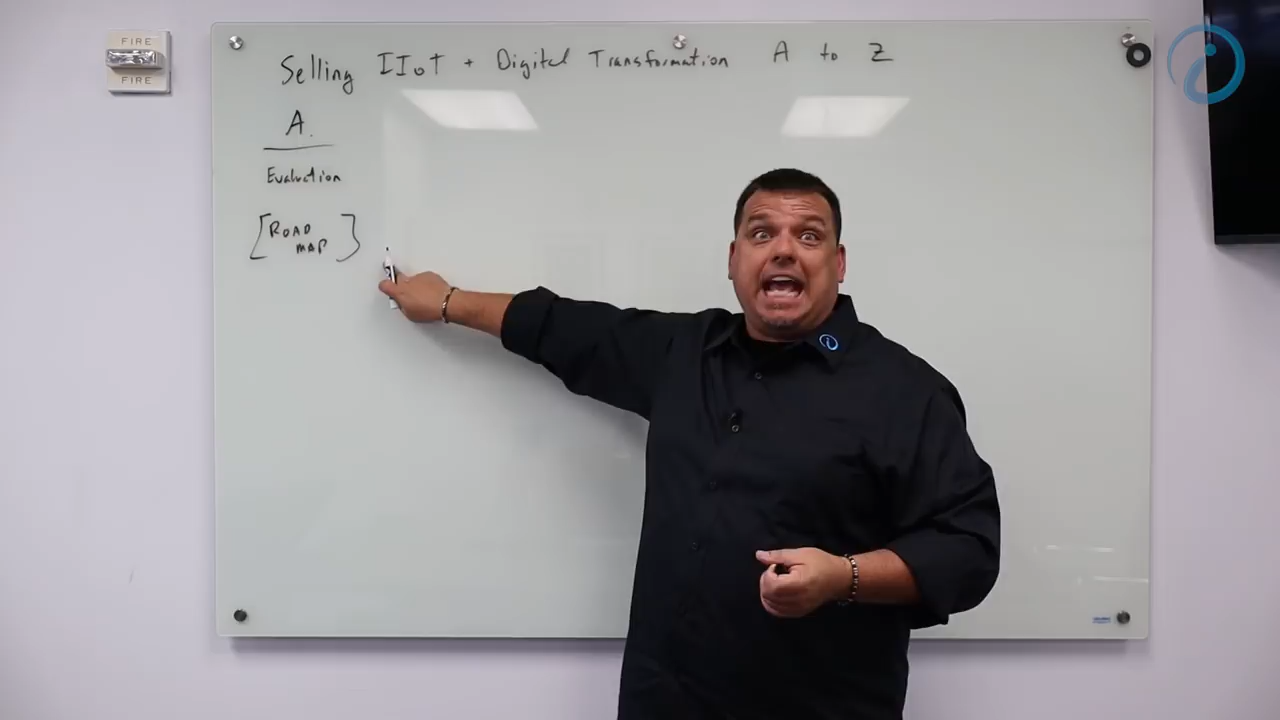 FIRE
FIRE
Selling IIoT + Digital Transformation A to Z
A.
Evaluation
[ROAD
MAP]